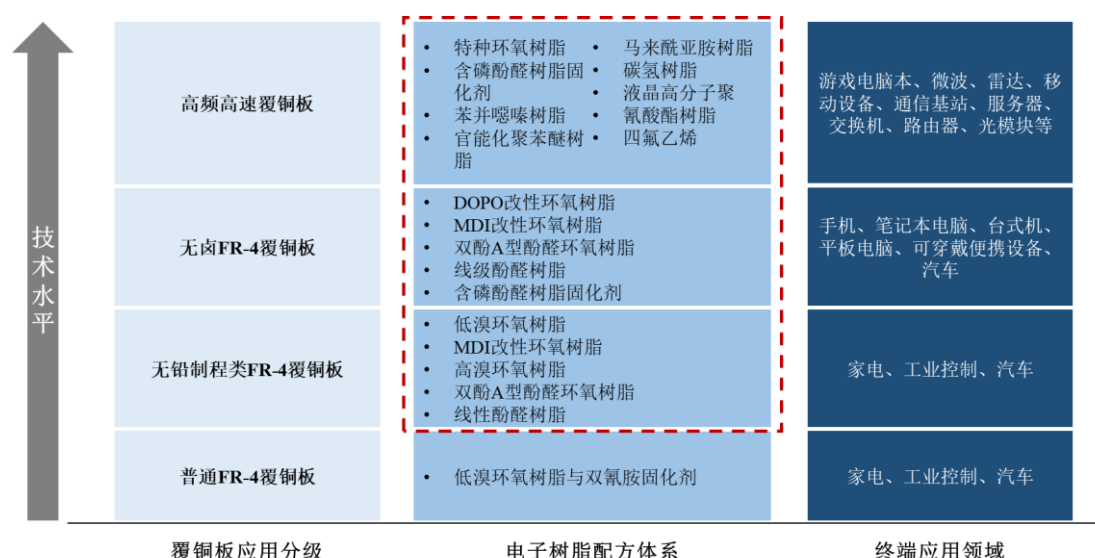 技术水平
高频高速覆铜板
• 特种环氧树脂
• 含磷酚醛树脂固
化剂
• 苯并噁嗪树脂
• 官能化聚苯醚树
脂
• 马来酰亚胺树脂
• 碳氢树脂
• 液晶高分子聚
• 氰酸酯树脂
• 四氟乙烯
游戏电脑本、微波、雷达、移
动设备、通信基站、服务器、
交换机、路由器、光模块等
无卤FR-4覆铜板
• DOPO改性环氧树脂
• MDI改性环氧树脂
• 双酚A型酚醛环氧树脂
• 线级酚醛树脂
• 含磷酚醛树脂固化剂
手机、笔记本电脑、台式机、
平板电脑、可穿戴便携设备、
汽车
无铅制程类FR-4覆铜板
• 低溴环氧树脂
• MDI改性环氧树脂
• 高溴环氧树脂
• 双酚A型酚醛环氧树脂
• 线性酚醛树脂
家电、工业控制、汽车
普通FR-4覆铜板
• 低溴环氧树脂与双氰胺固化剂
家电、工业控制、汽车
覆铜板应用分级
电子树脂配方体系
终端应用领域